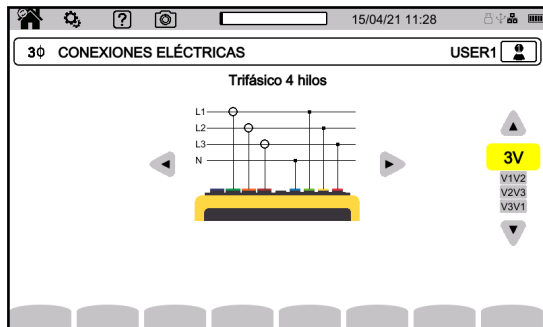 ?
15/04/21 11:28
3Φ CONEXIONES ELÉCTRICAS
USER1
Trifásico 4 hilos
L1
L2
L3
N
3V
V1V2
V2V3
V3V1